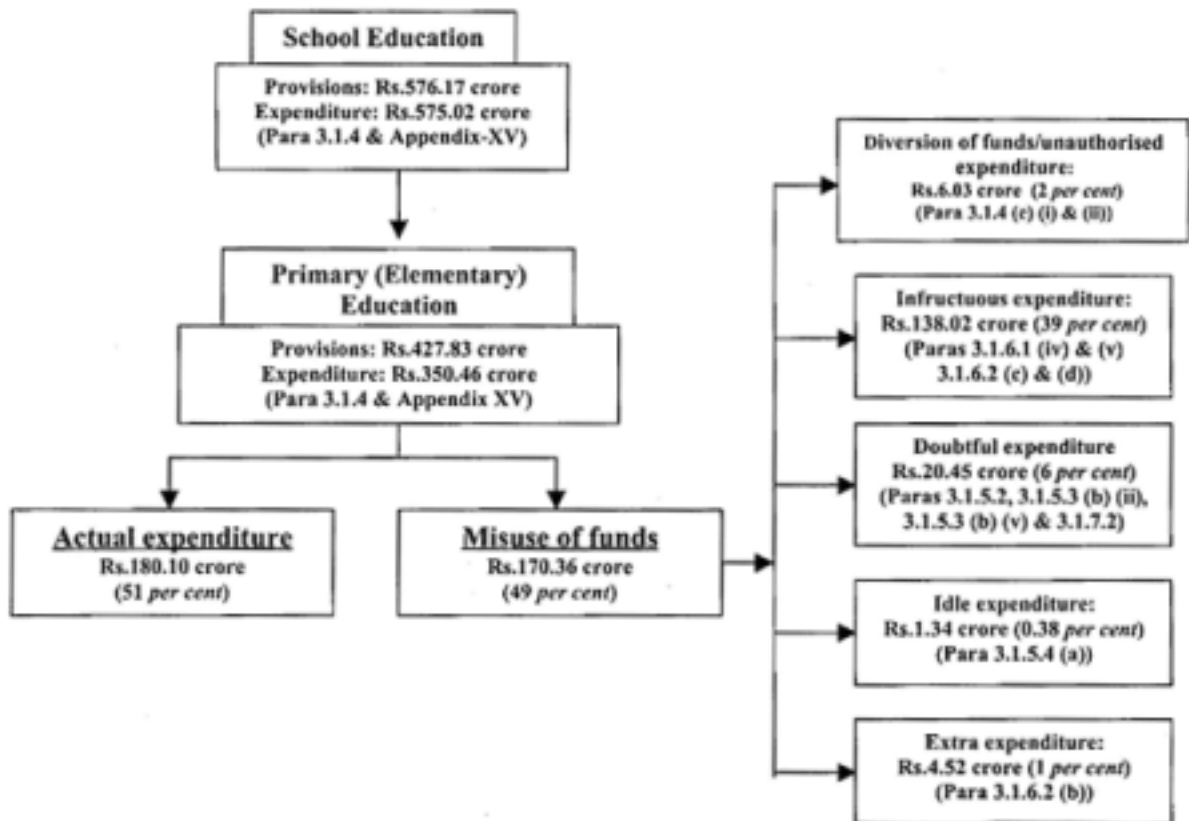 School Education
Provisions: Rs.576.17 crore
Expenditure: Rs.575.02 crore
(Para 3.1.4 & Appendix-XV)
Primary (Elementary)
Education
Provisions: Rs.427.83 crore
Expenditure: Rs.350.46 crore
(Para 3.1.4 & Appendix XV)
Actual expenditure
Rs.180.10 crore
(51 per cent)
Misuse of funds
Rs.170.36 crore
(49 per cent)
Diversion of funds/unauthorised
expenditure:
Rs.6.03 crore (2 per cent)
(Para 3.1.4 (c) (i) & (ii))
Infructuous expenditure:
Rs.138.02 crore (39 per cent)
(Paras 3.1.6.1 (iv) & (v)
3.1.6.2 (c) & (d))
Doubtful expenditure
Rs.20.45 crore (6 per cent)
(Paras 3.1.5.2, 3.1.5.3 (b) (ii),
3.1.5.3 (b) (v) & 3.1.7.2)
Idle expenditure:
Rs.1.34 crore (0.38 per cent)
(Para 3.1.5.4 (a))
Extra expenditure:
Rs.4.52 crore (1 per cent)
(Para 3.1.6.2 (b))